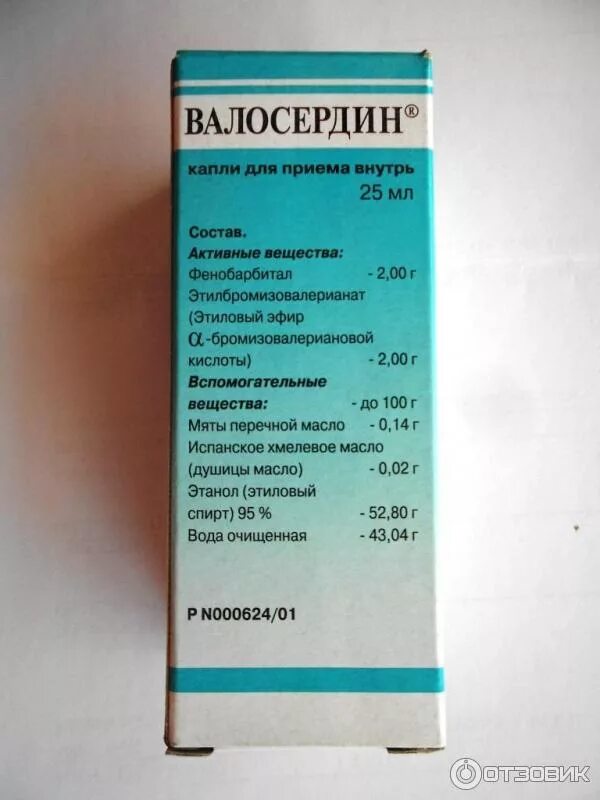 ВАЛОСЕРДИН®
капли для приема внутрь
25 мл
Состав.
Активные вещества:
Фенобарбитал - 2,00 г
Этилбромизовалерианат
(Этиловый эфир
α-бромизовалериановой
кислоты) - 2,00 г
Вспомогательные
вещества: - до 100 г
Мяты перечной масло - 0,14 г
Испанское хмелевое масло
(душицы масло) - 0,02 г
Этанол (этиловый
спирт) 95 % - 52,80 г
Вода очищенная - 43,04 г
Р N000624/01
ОТЗОВИК